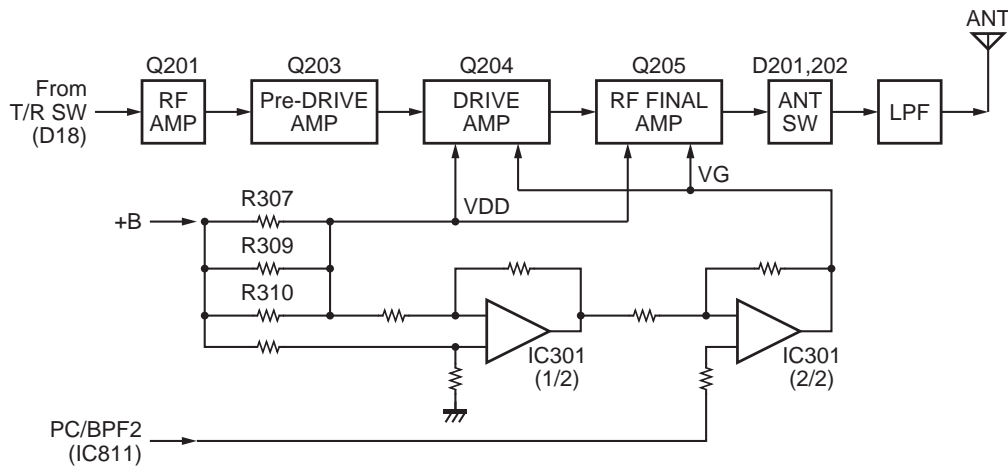 ANT
Q201
Q203
Q204
Q205
D201,202
From
T/R SW
(D18)
RF
AMP
Pre-DRIVE
AMP
DRIVE
AMP
RF FINAL
AMP
ANT
SW
LPF
VG
+B
R307
VDD
R309
R310
IC301
(1/2)
IC301
(2/2)
PC/BPF2
(IC811)